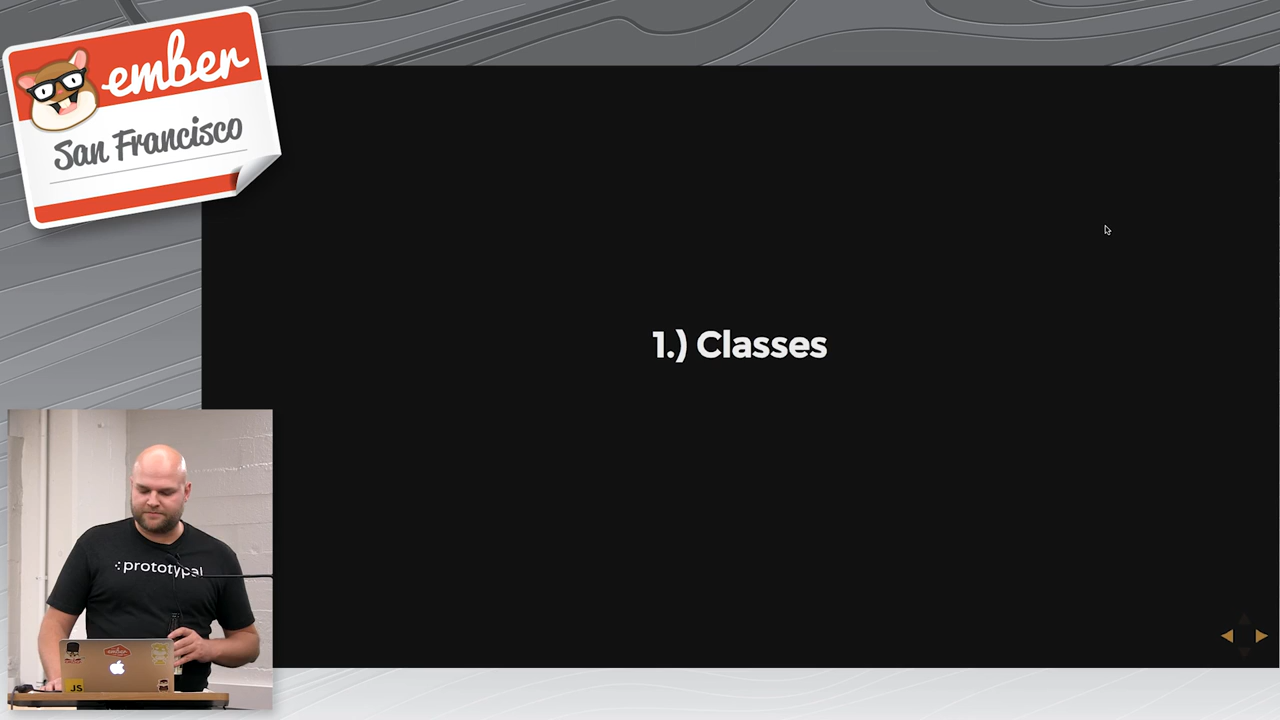 ember
San Francisco
1.) Classes
prototypal
JS